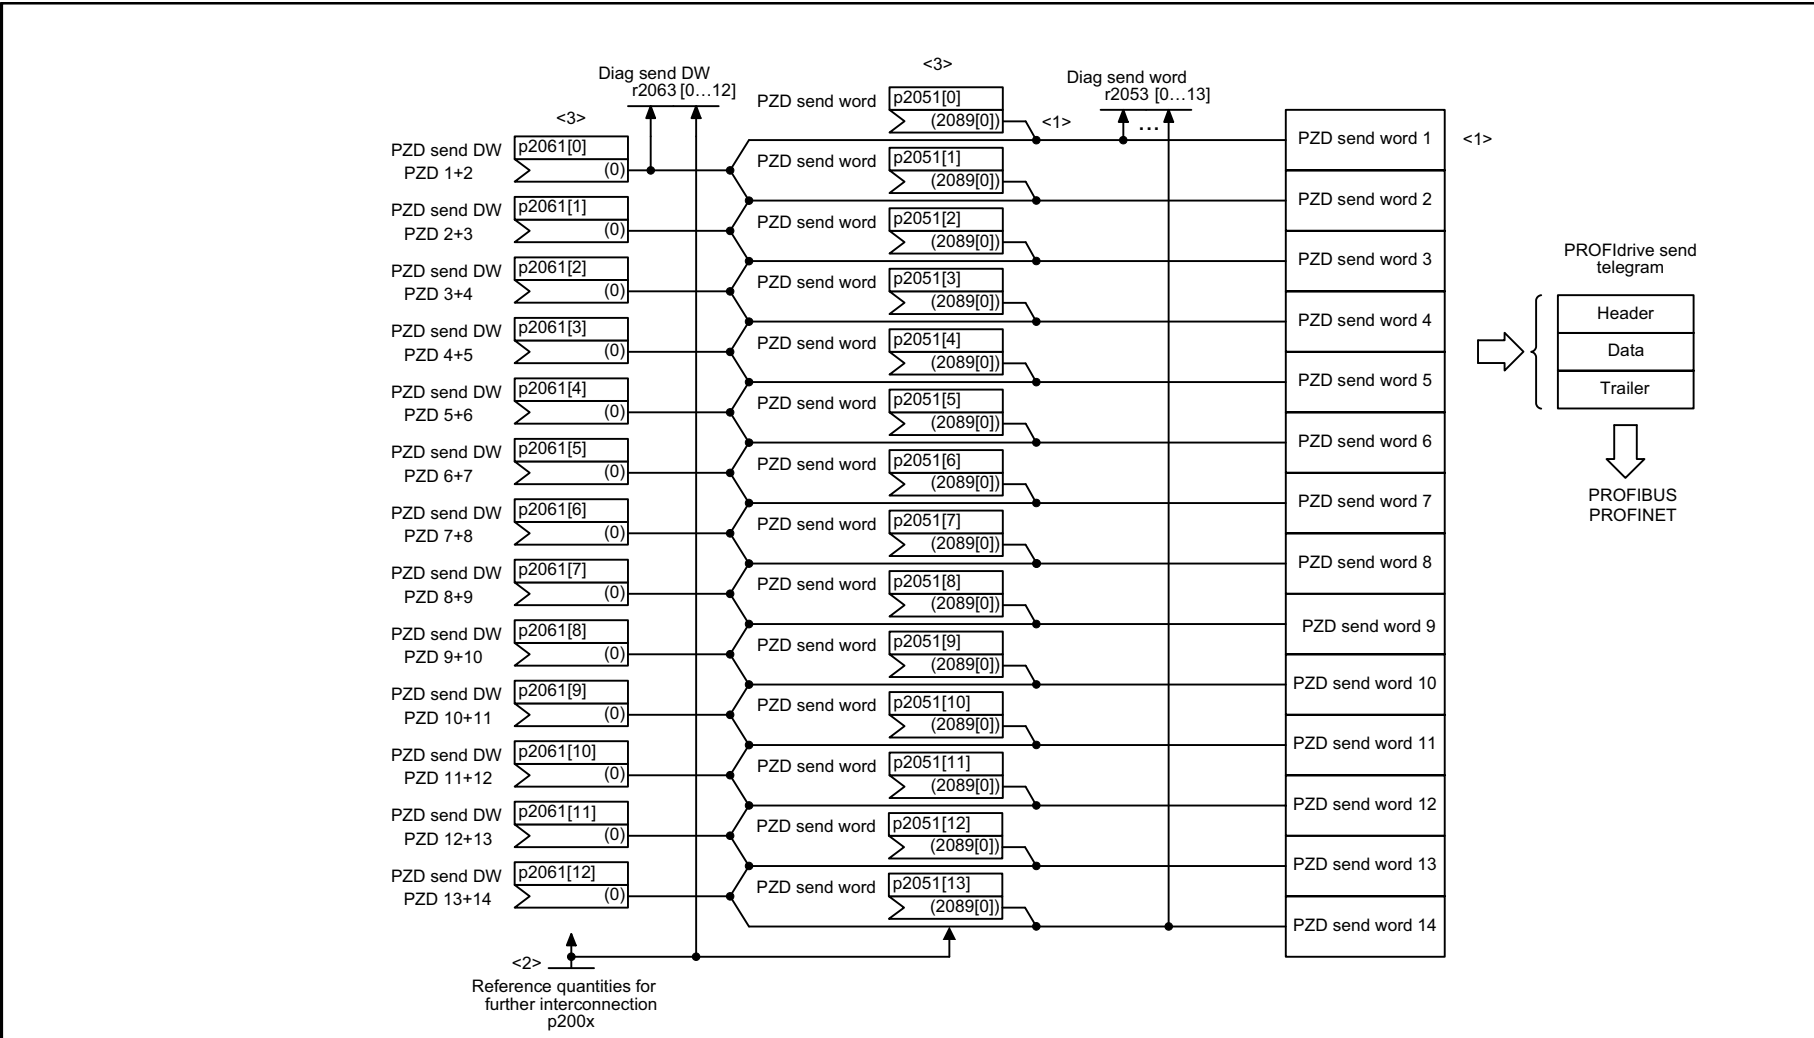 <3>
Diag send DW
r2063 [0…12]
Diag send word
r2053 [0…13]
<3>
<1>
...
PZD send DW
PZD 1+2
p2061[0]
(0)
PZD send DW
PZD 2+3
p2061[1]
(0)
PZD send DW
PZD 3+4
p2061[2]
(0)
PZD send DW
PZD 4+5
p2061[3]
(0)
PZD send DW
PZD 5+6
p2061[4]
(0)
PZD send DW
PZD 6+7
p2061[5]
(0)
PZD send DW
PZD 7+8
p2061[6]
(0)
PZD send DW
PZD 8+9
p2061[7]
(0)
PZD send DW
PZD 9+10
p2061[8]
(0)
PZD send DW
PZD 10+11
p2061[9]
(0)
PZD send DW
PZD 11+12
p2061[10]
(0)
PZD send DW
PZD 12+13
p2061[11]
(0)
PZD send DW
PZD 13+14
p2061[12]
(0)
<2>
Reference quantities for
further interconnection
p200x
PZD send word
p2051[0]
(2089[0])
PZD send word
p2051[1]
(2089[0])
PZD send word
p2051[2]
(2089[0])
PZD send word
p2051[3]
(2089[0])
PZD send word
p2051[4]
(2089[0])
PZD send word
p2051[5]
(2089[0])
PZD send word
p2051[6]
(2089[0])
PZD send word
p2051[7]
(2089[0])
PZD send word
p2051[8]
(2089[0])
PZD send word
p2051[9]
(2089[0])
PZD send word
p2051[10]
(2089[0])
PZD send word
p2051[11]
(2089[0])
PZD send word
p2051[12]
(2089[0])
PZD send word
p2051[13]
(2089[0])
PZD send word 1
<1>
PZD send word 2
PZD send word 3
PZD send word 4
PZD send word 5
PZD send word 6
PZD send word 7
PZD send word 8
PZD send word 9
PZD send word 10
PZD send word 11
PZD send word 12
PZD send word 13
PZD send word 14
PROFIdrive send
telegram
Header
Data
Trailer
PROFIBUS
PROFINET